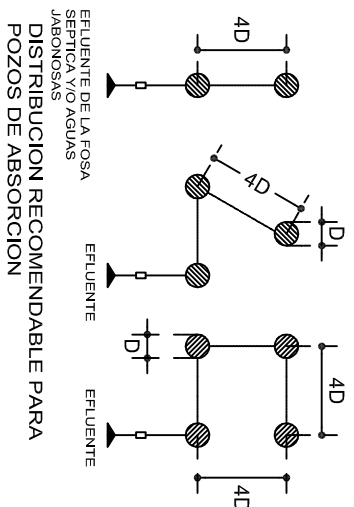 4D
4D
D
4D
D
4D
EFLUENTE DE LA FOSA
SEPTICA Y/O AGUAS
JABONOSAS
EFLUENTE
EFLUENTE
DISTRIBUCION RECOMENDABLE PARA
POZOS DE ABSORCION